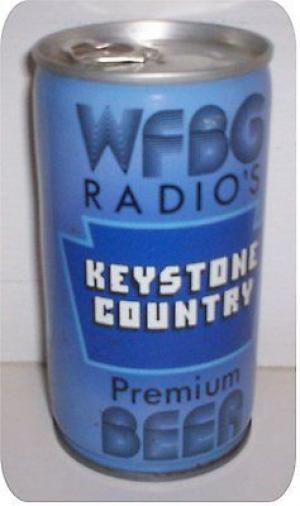 WFBG
RADIO'S
KEYSTONE
COUNTRY
Premium
BEER